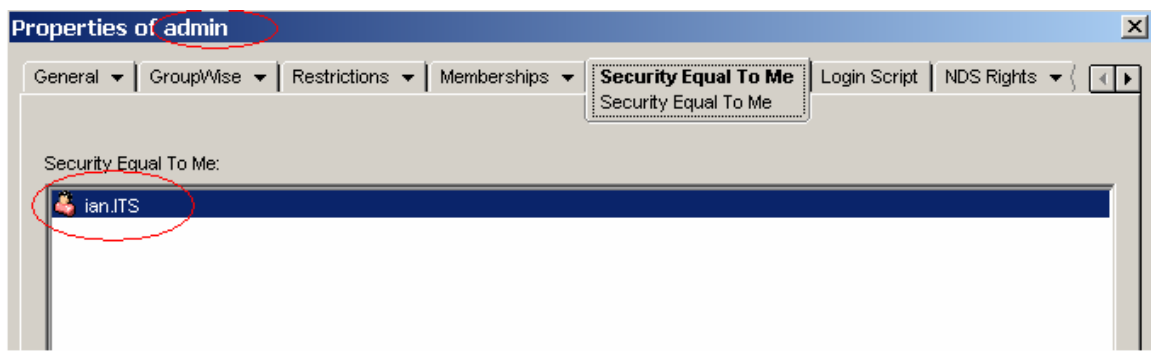 Properties of admin
General GroupWise Restrictions Memberships Security Equal To Me Login Script NDS Rights
Security Equal To Me
Security Equal To Me:
ian.ITS